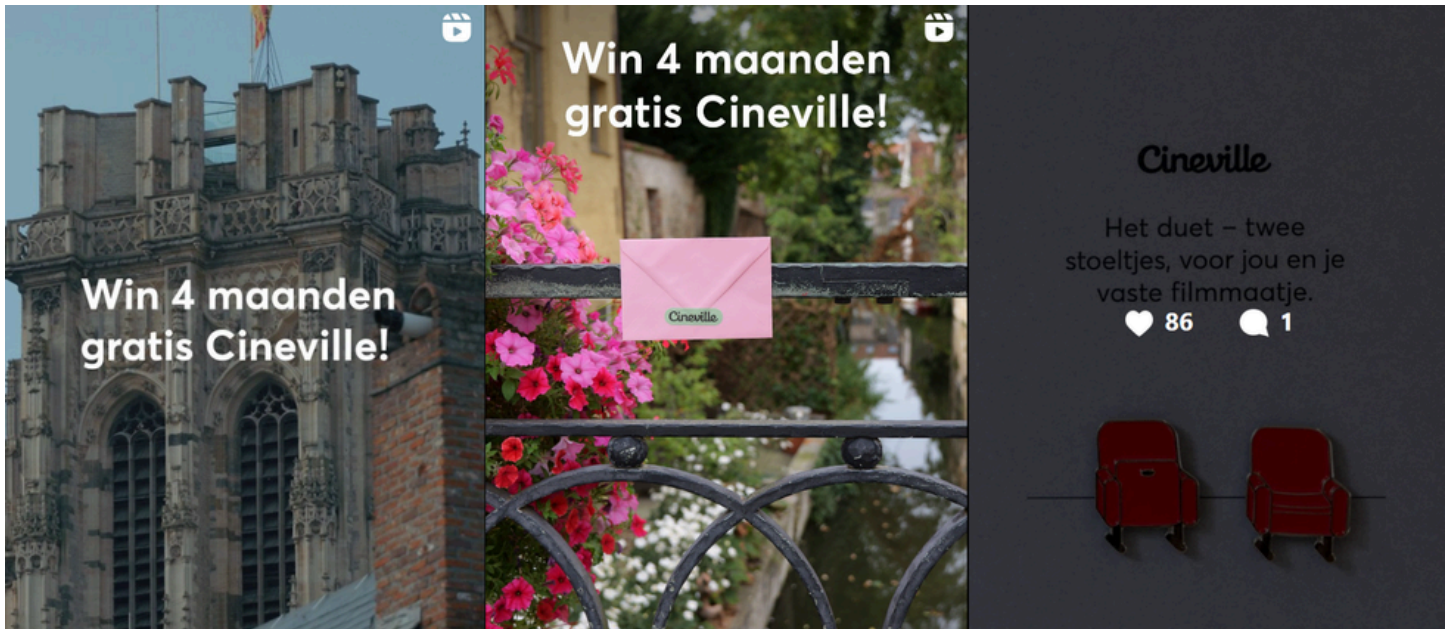 Win 4 maanden
gratis Cineville!
Win 4 maanden
gratis Cineville!
Cineville
Cineville
Het duet – twee
stoeltjes, voor jou en je
vaste filmmaatje.
86 1